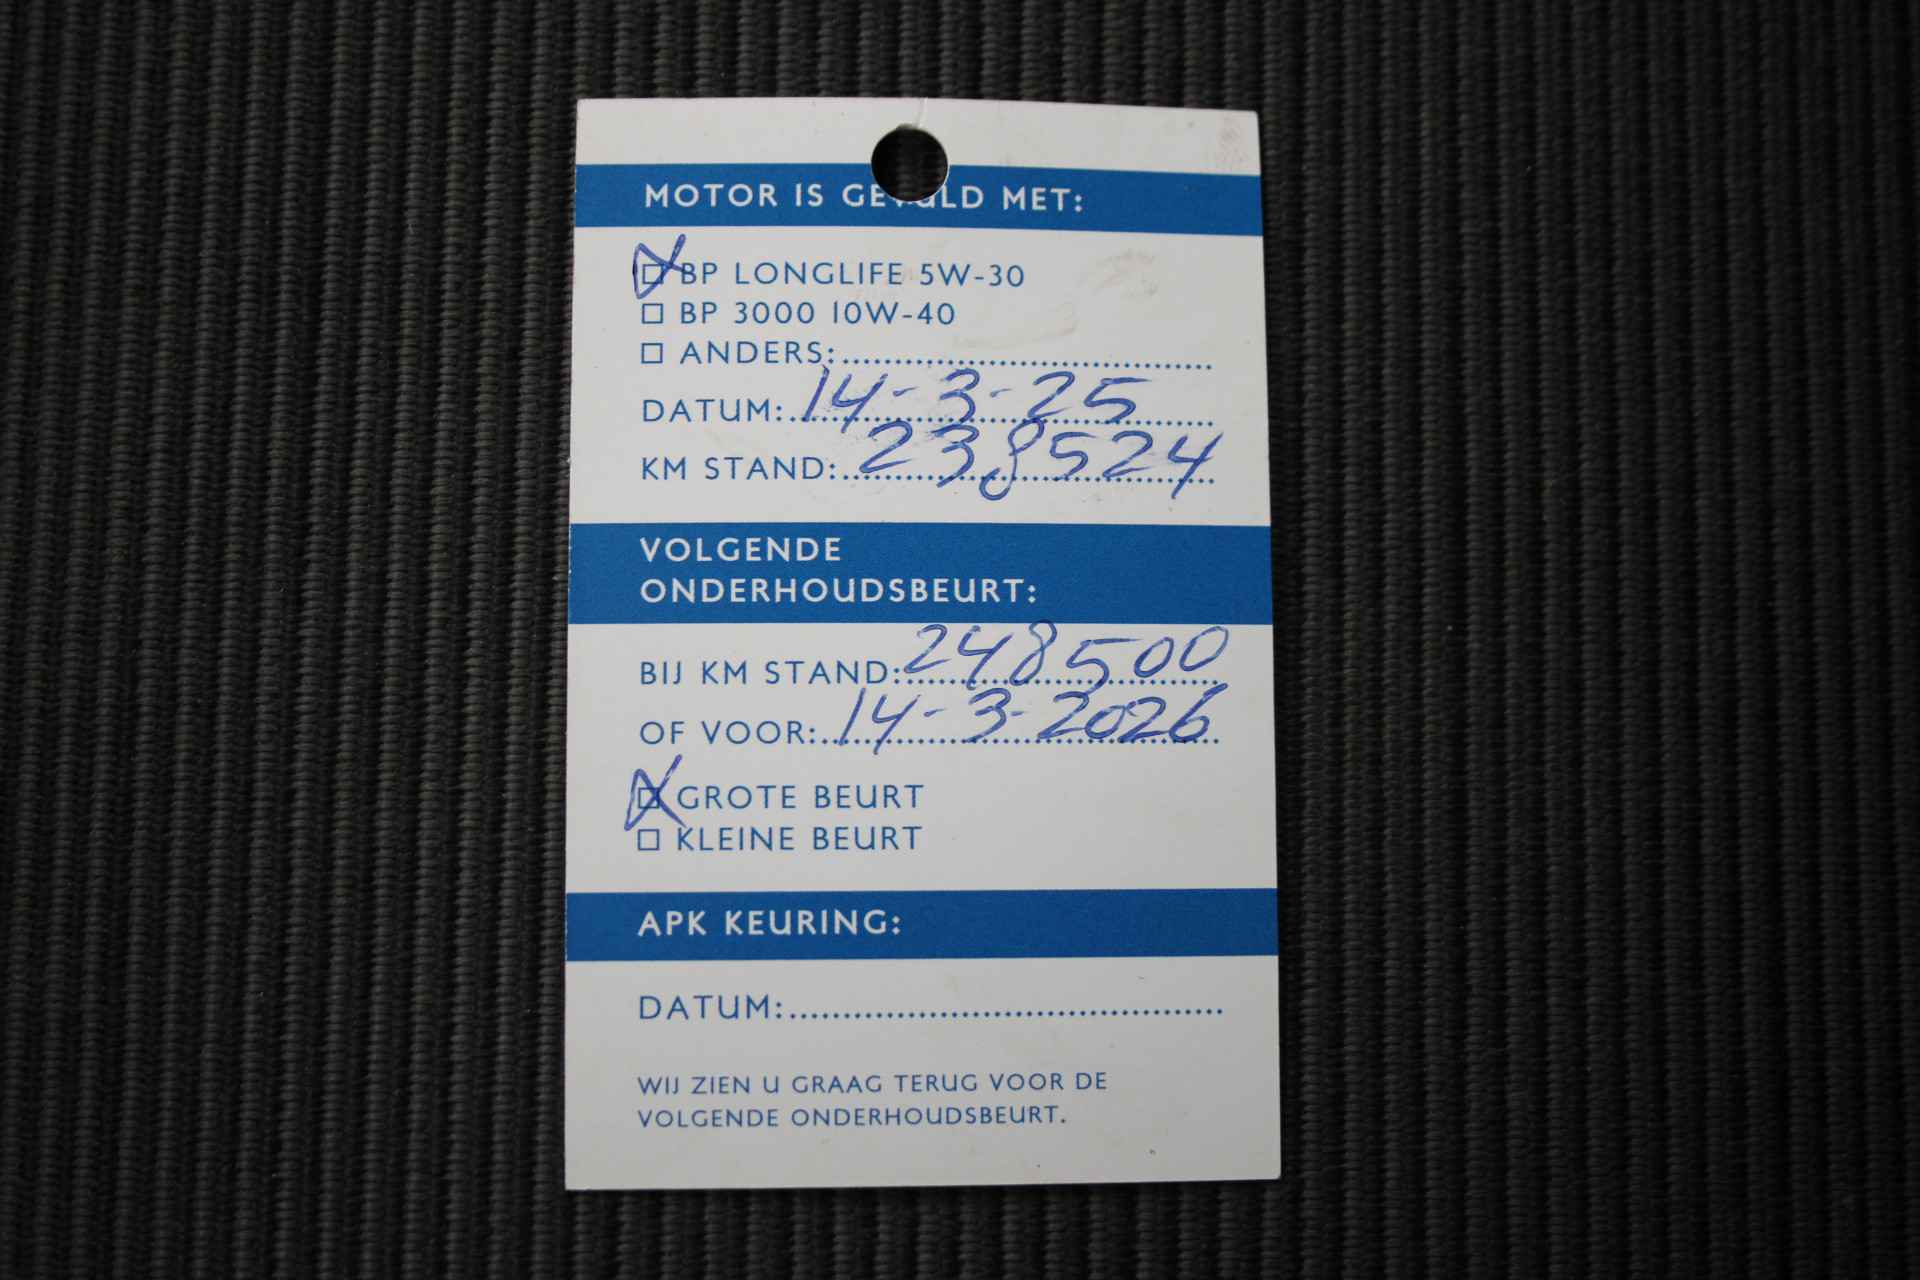 MOTOR IS GEVULD MET:
BP LONGLIFE 5W-30
BP 3000 10W-40
ANDERS:
DATUM: 14-3-25
KM STAND: 238524
VOLGENDE
ONDERHOUDSBEURT:
BIJ KM STAND: 248500
OF VOOR: 14-3-2026
GROTE BEURT
KLEINE BEURT
APK KEURING:
DATUM:
WIJ ZIEN U GRAAG TERUG VOOR DE
VOLGENDE ONDERHOUDSBEURT.